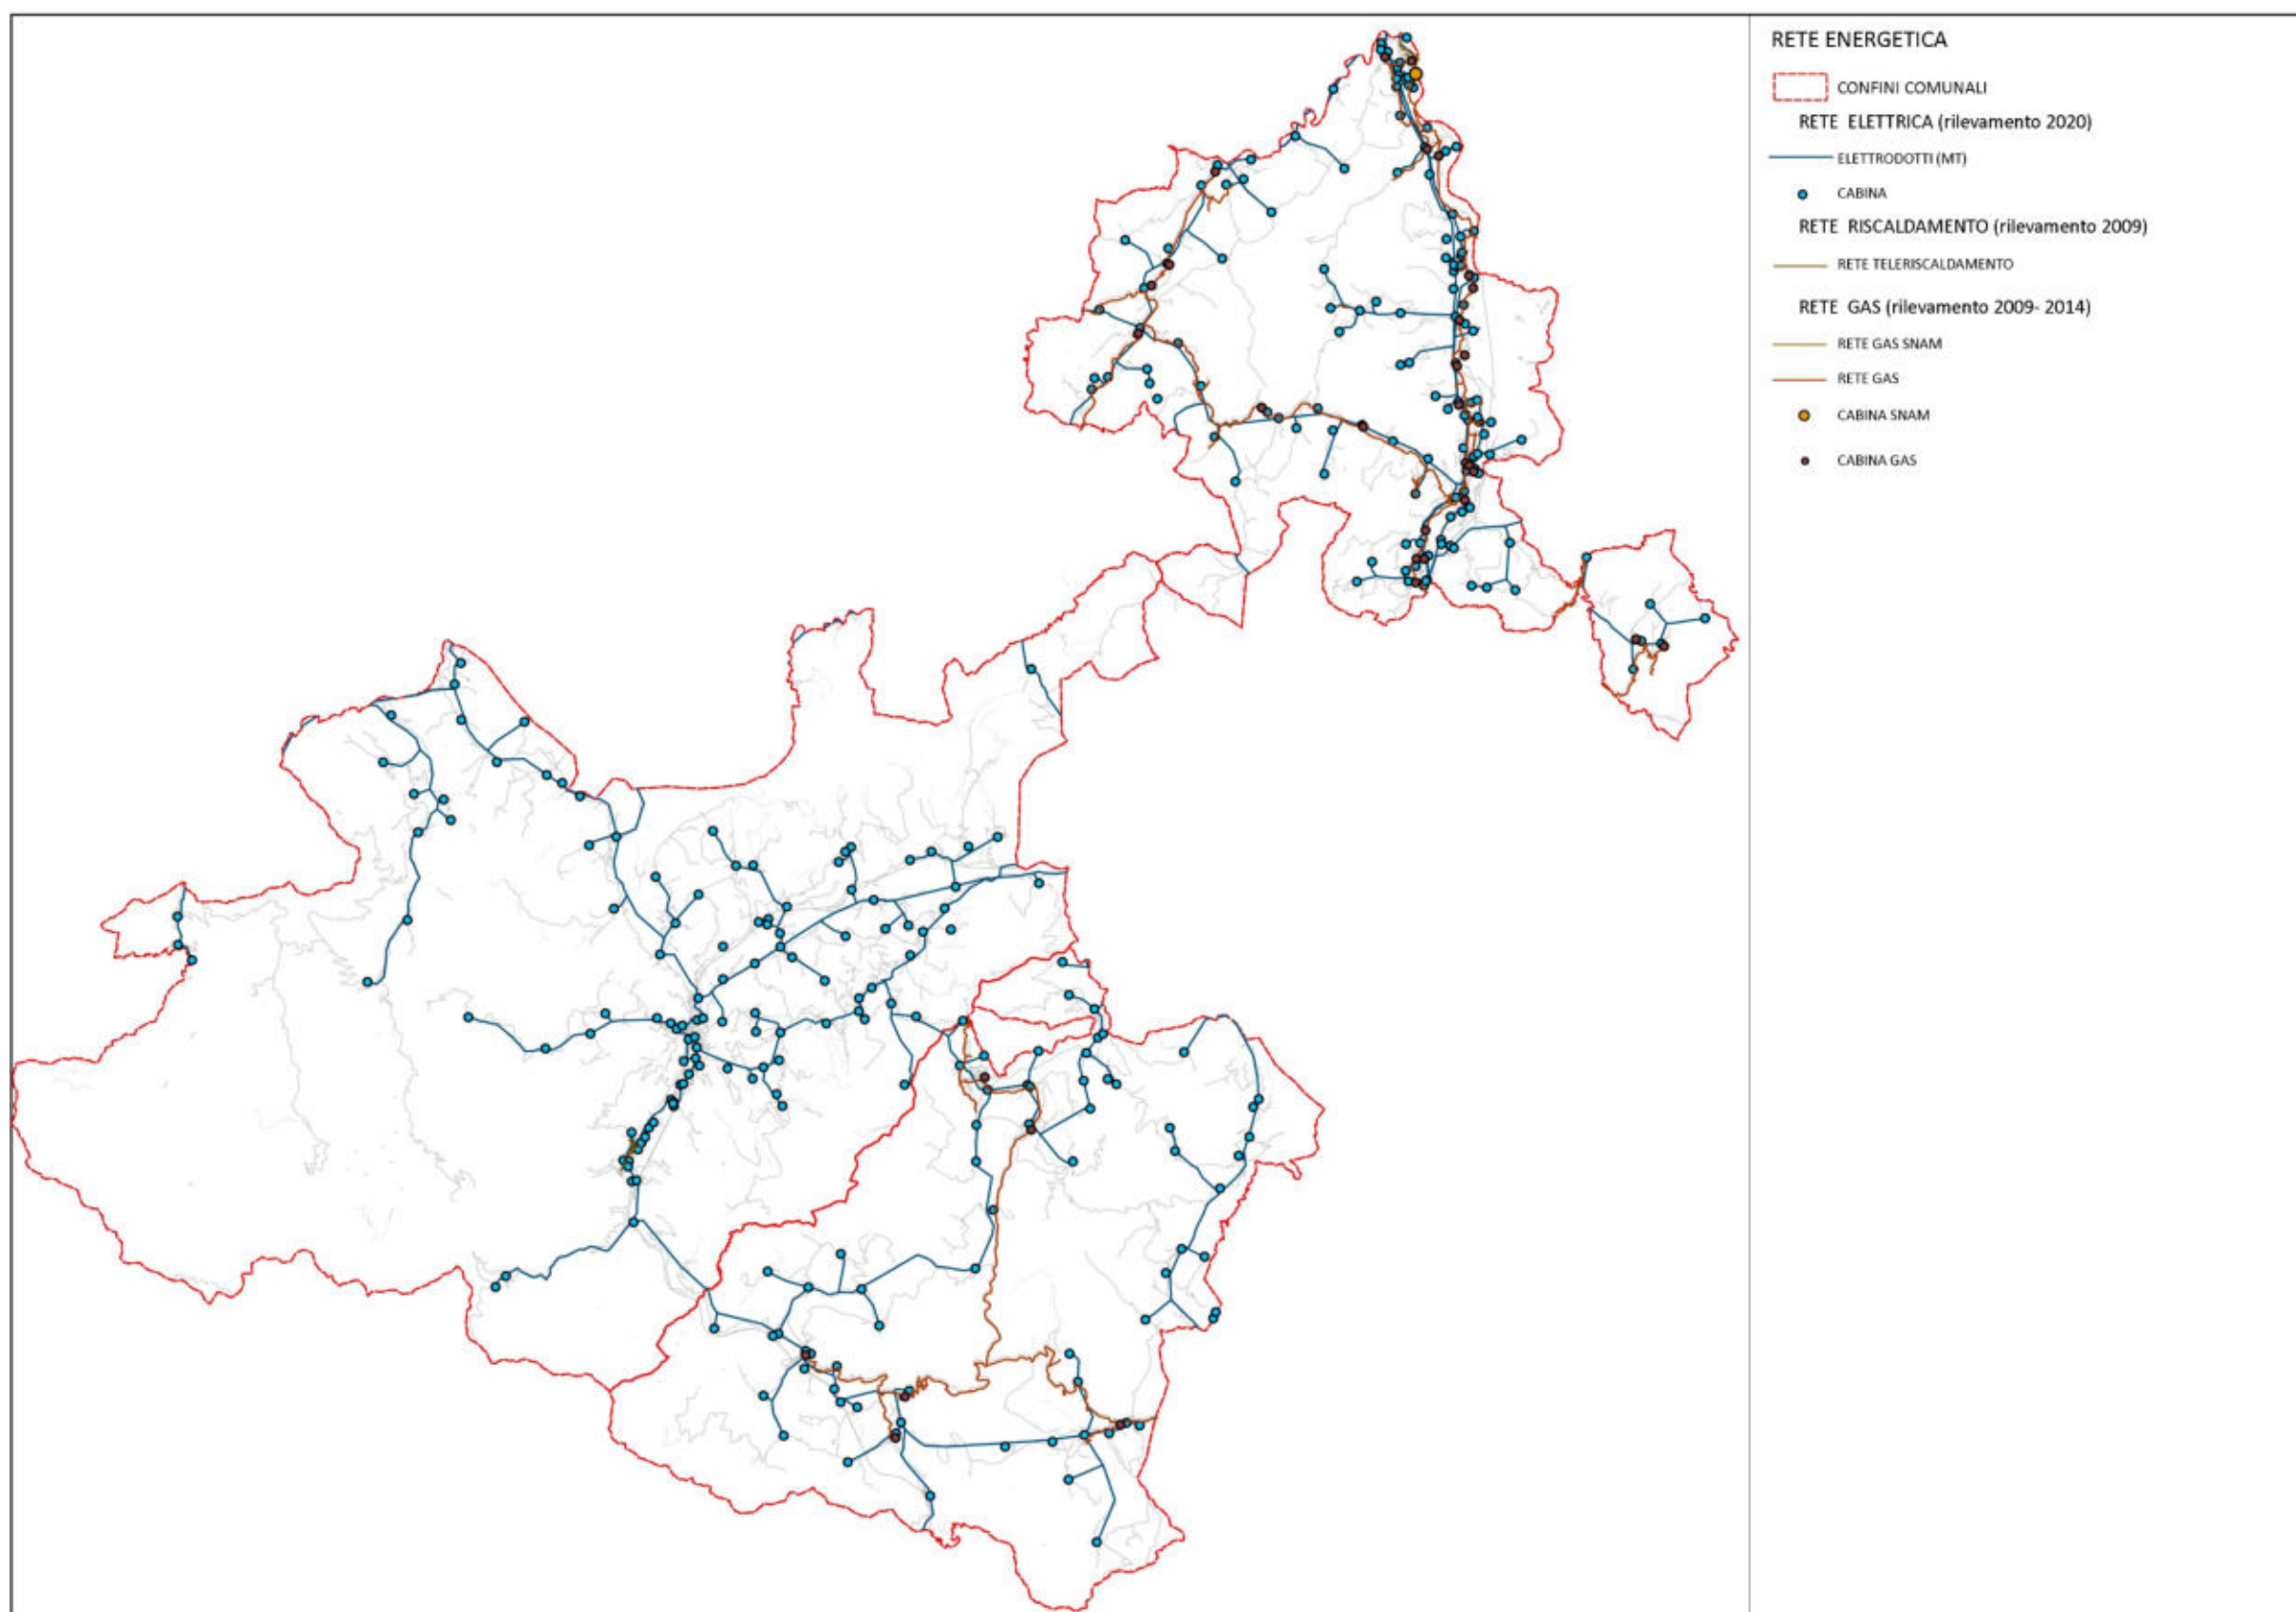 RETE ENERGETICA
CONFINI COMUNALI
RETE ELETTRICA (rilevamento 2020)
ELETTRODOTTI (MT)
CABINA
RETE RISCALDAMENTO (rilevamento 2009)
RETE TELERISCALDAMENTO
RETE GAS (rilevamento 2009- 2014)
RETE GAS SNAM
RETE GAS
CABINA SNAM
CABINA GAS